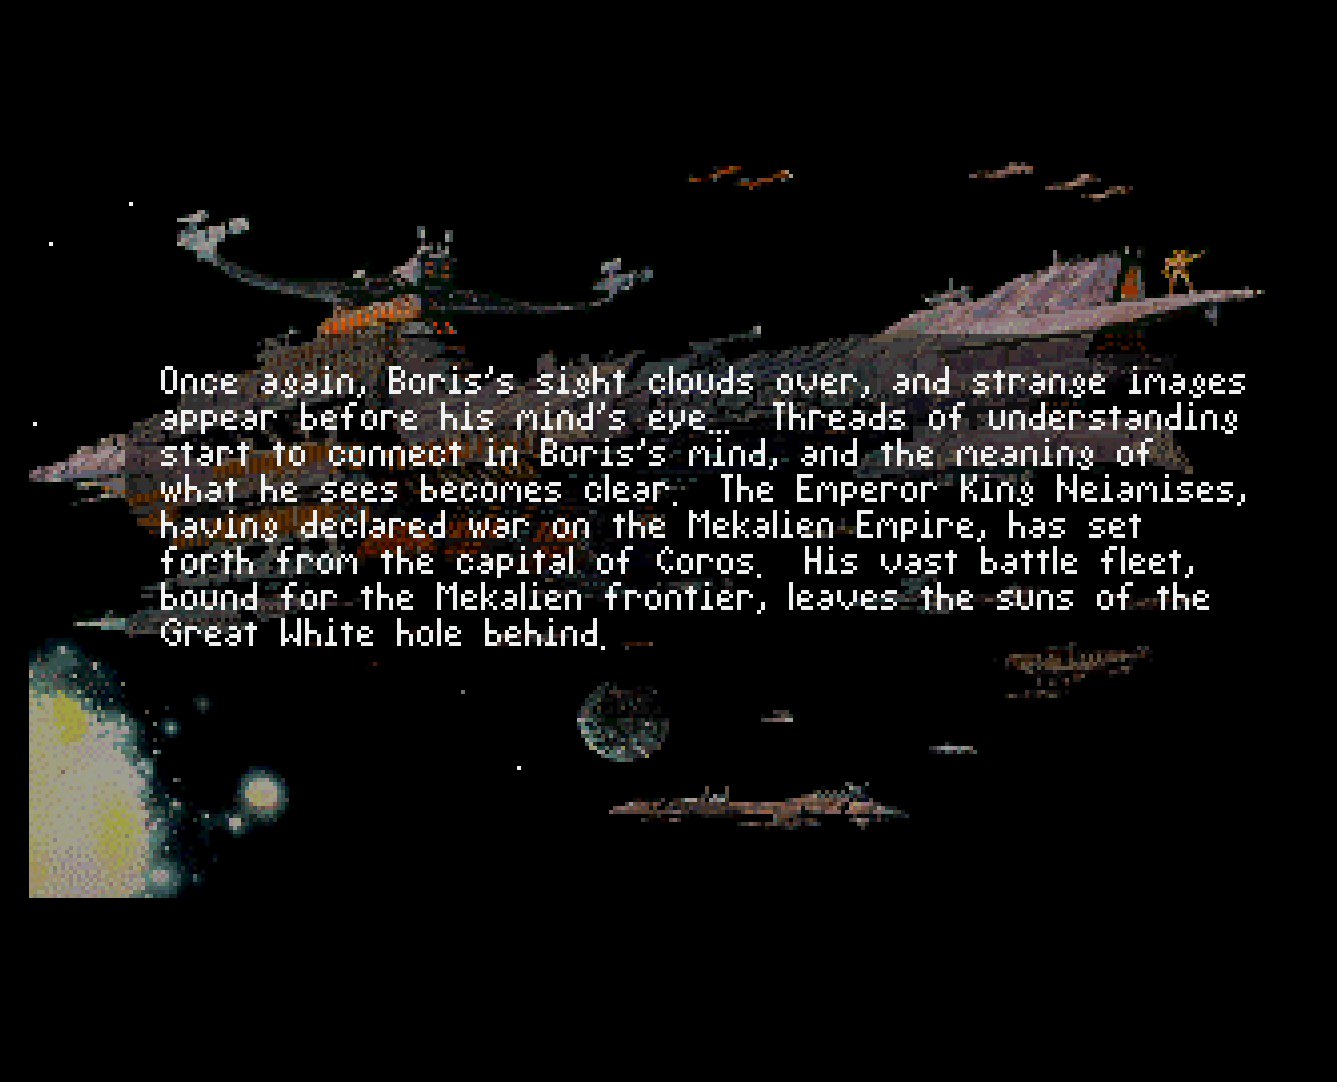 Once again, Boris's sight clouds over, and strange images
appear before his mind's eye... Threads of understanding
start to connect in Boris's mind, and the meaning of
what he sees becomes clear. The Emperor King Neiamises,
having declared war on the Mekalien Empire, has set
forth from the capital of Coros. His vast battle fleet,
bound for the Mekalien frontier, leaves the suns of the
Great White hole behind.